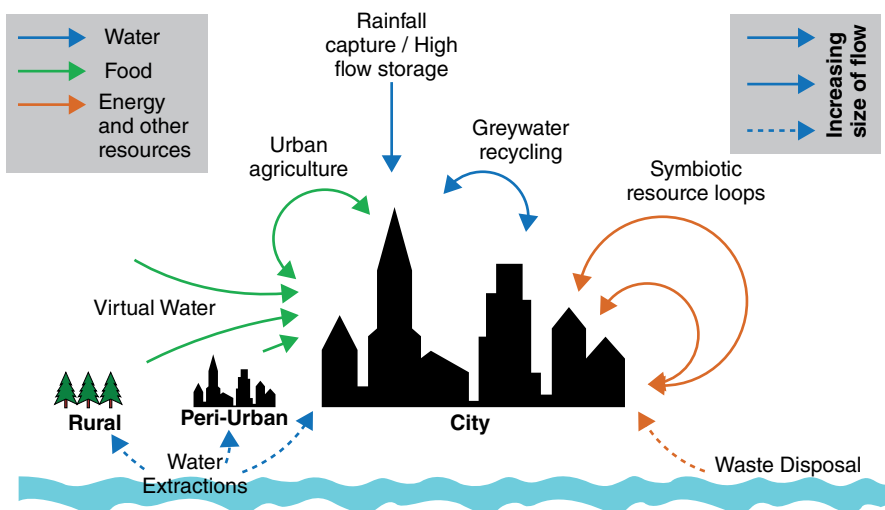 Water
Food
Energy
and other
resources
Rainfall
capture / High
flow storage
Increasing
size of flow
Urban
agriculture
Greywater
recycling
Symbiotic
resource loops
Virtual Water
Rural
Peri-Urban
City
Water
Extractions
Waste Disposal